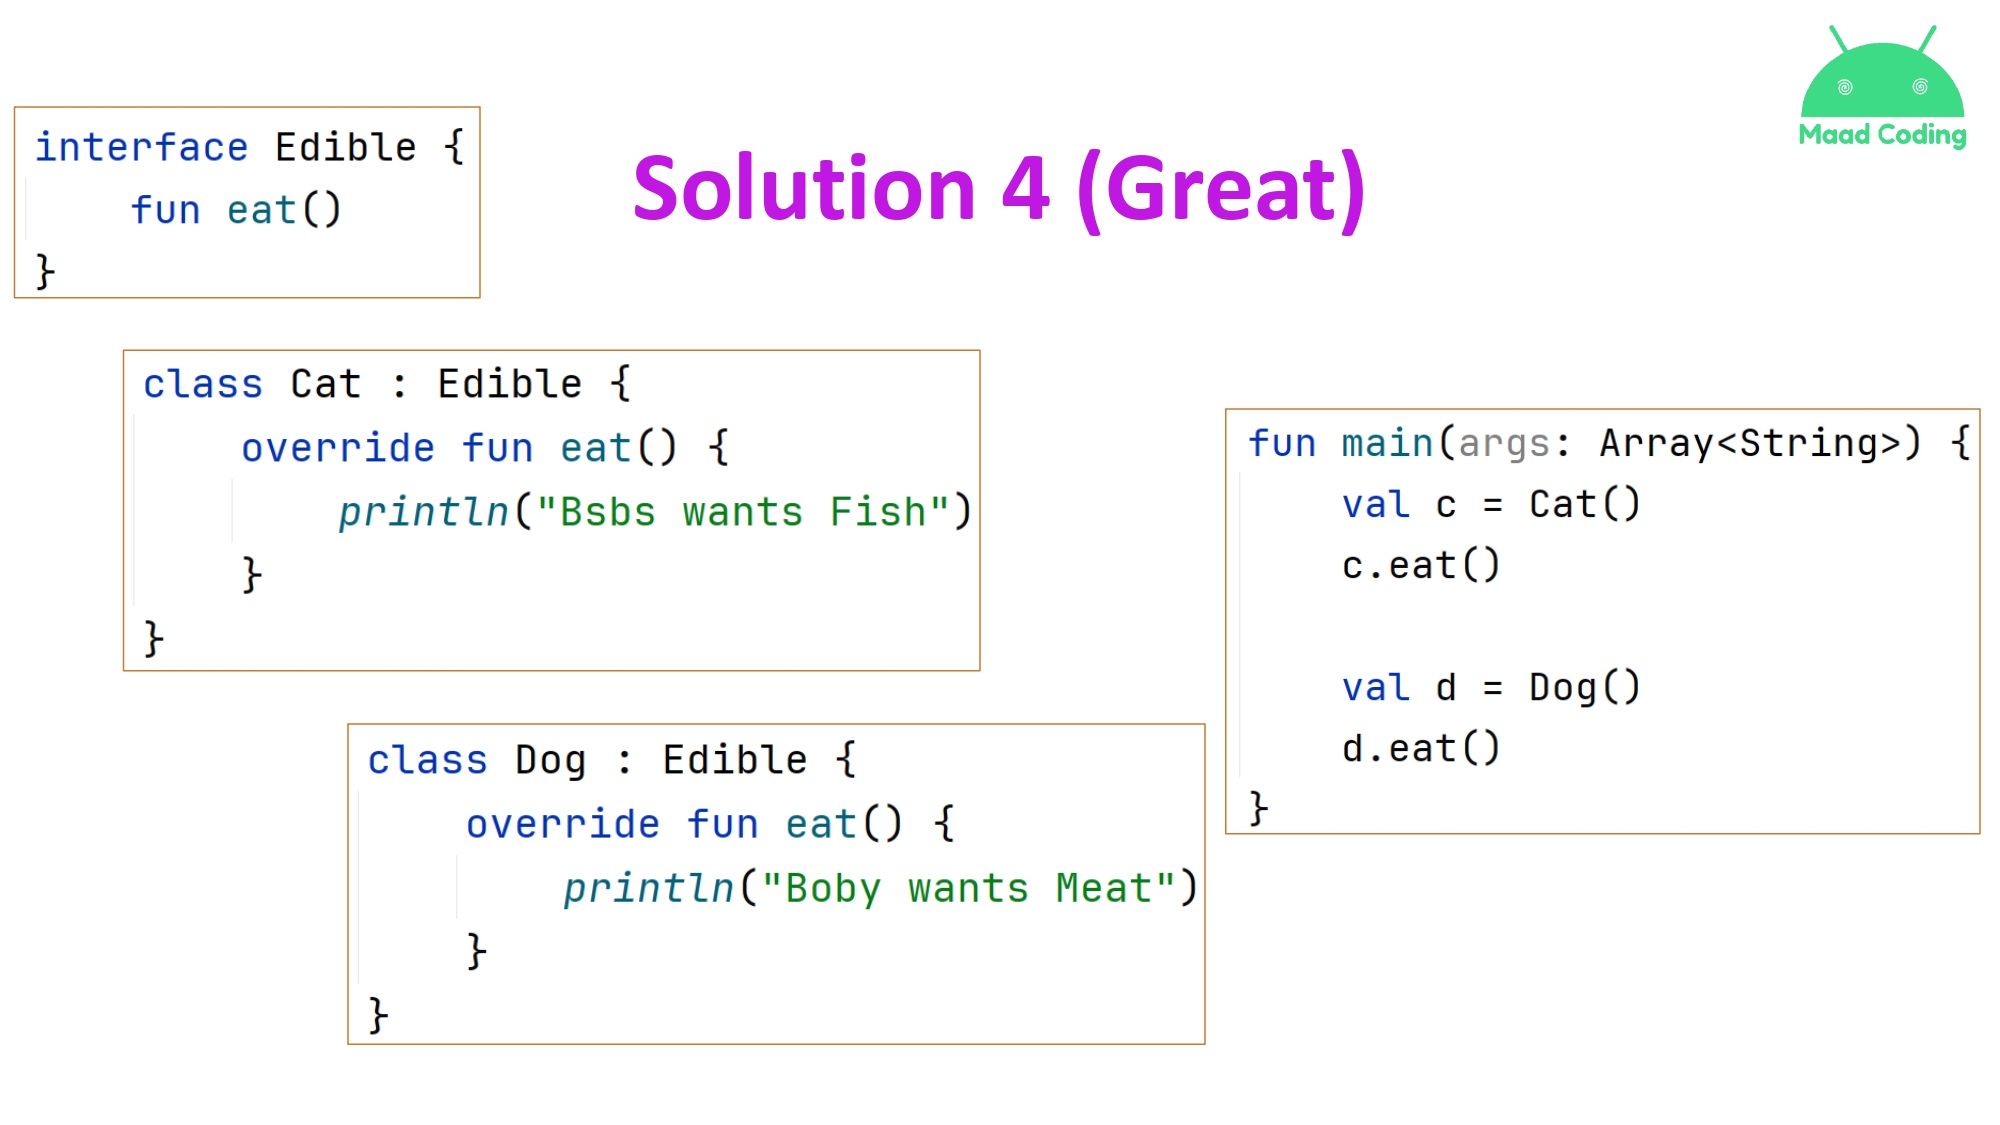 Maad Coding
Solution 4 (Great)
interface Edible {
    fun eat()
}
class Cat : Edible {
    override fun eat() {
        println("Bsbs wants Fish")
    }
}
class Dog : Edible {
    override fun eat() {
        println("Boby wants Meat")
    }
}
fun main(args: Array<String>) {
    val c = Cat()
    c.eat()

    val d = Dog()
    d.eat()
}